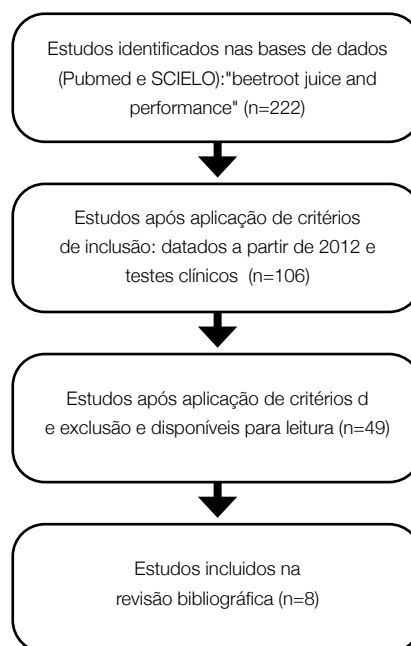 Estudos identificados nas bases de dados
(Pubmed e SCIELO):"beetroot juice and
performance" (n=222)
Estudos após aplicação de critérios
de inclusão: datados a partir de 2012 e
testes clínicos (n=106)
Estudos após aplicação de critérios d
e exclusão e disponíveis para leitura (n=49)
Estudos incluidos na
revisão bibliográfica (n=8)